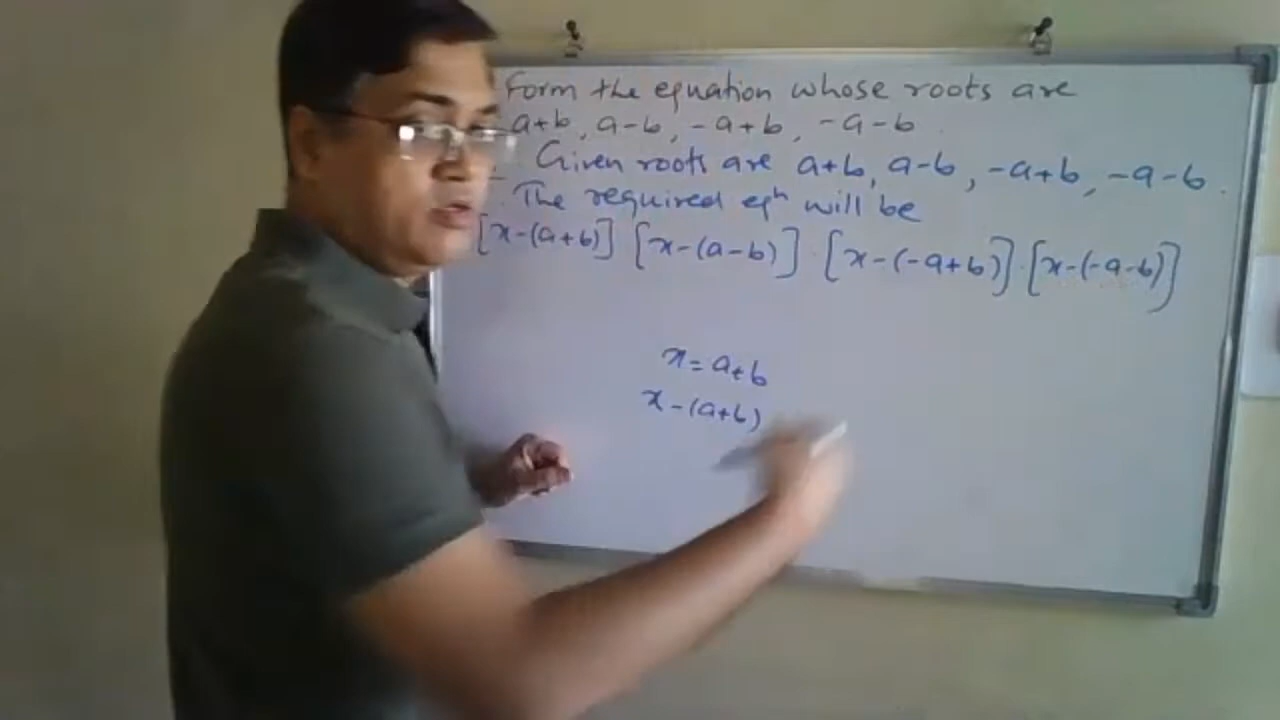 Form the equation whose roots are
a+b, a-b, -a+b, -a-b.
Given roots are a+b, a-b, -a+b, -a-b.
The required eqn will be
[x-(a+b)] [x-(a-b)]·[x-(-a+b)]·[x-(-a-b)]
x=a+b
x-(a+b)